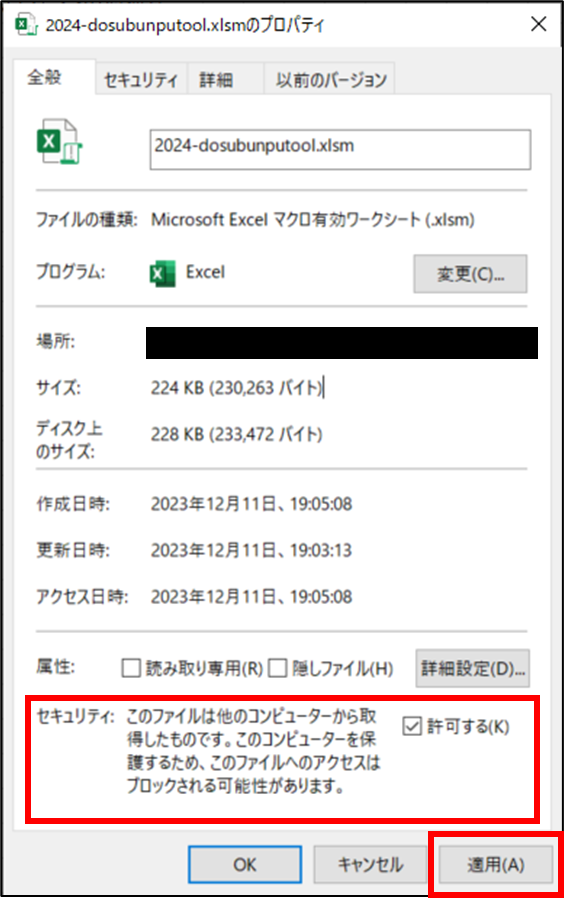 2024-dosubunputool.xlsmのプロパティ
全般 セキュリティ 詳細 以前のバージョン
2024-dosubunputool.xlsm
ファイルの種類: Microsoft Excel マクロ有効ワークシート (.xlsm)
プログラム: Excel 変更(C)...
場所:
サイズ: 224 KB (230,263 バイト)
ディスク上
のサイズ: 228 KB (233,472 バイト)
作成日時: 2023年12月11日、19:05:08
更新日時: 2023年12月11日、19:03:13
アクセス日時: 2023年12月11日、19:05:08
属性: 読み取り専用(R) 隠しファイル(H) 詳細設定(D)...
セキュリティ: このファイルは他のコンピューターから取 許可する(K)
得したものです。このコンピューターを保
護するため、このファイルへのアクセスは
ブロックされる可能性があります。
OK キャンセル 適用(A)